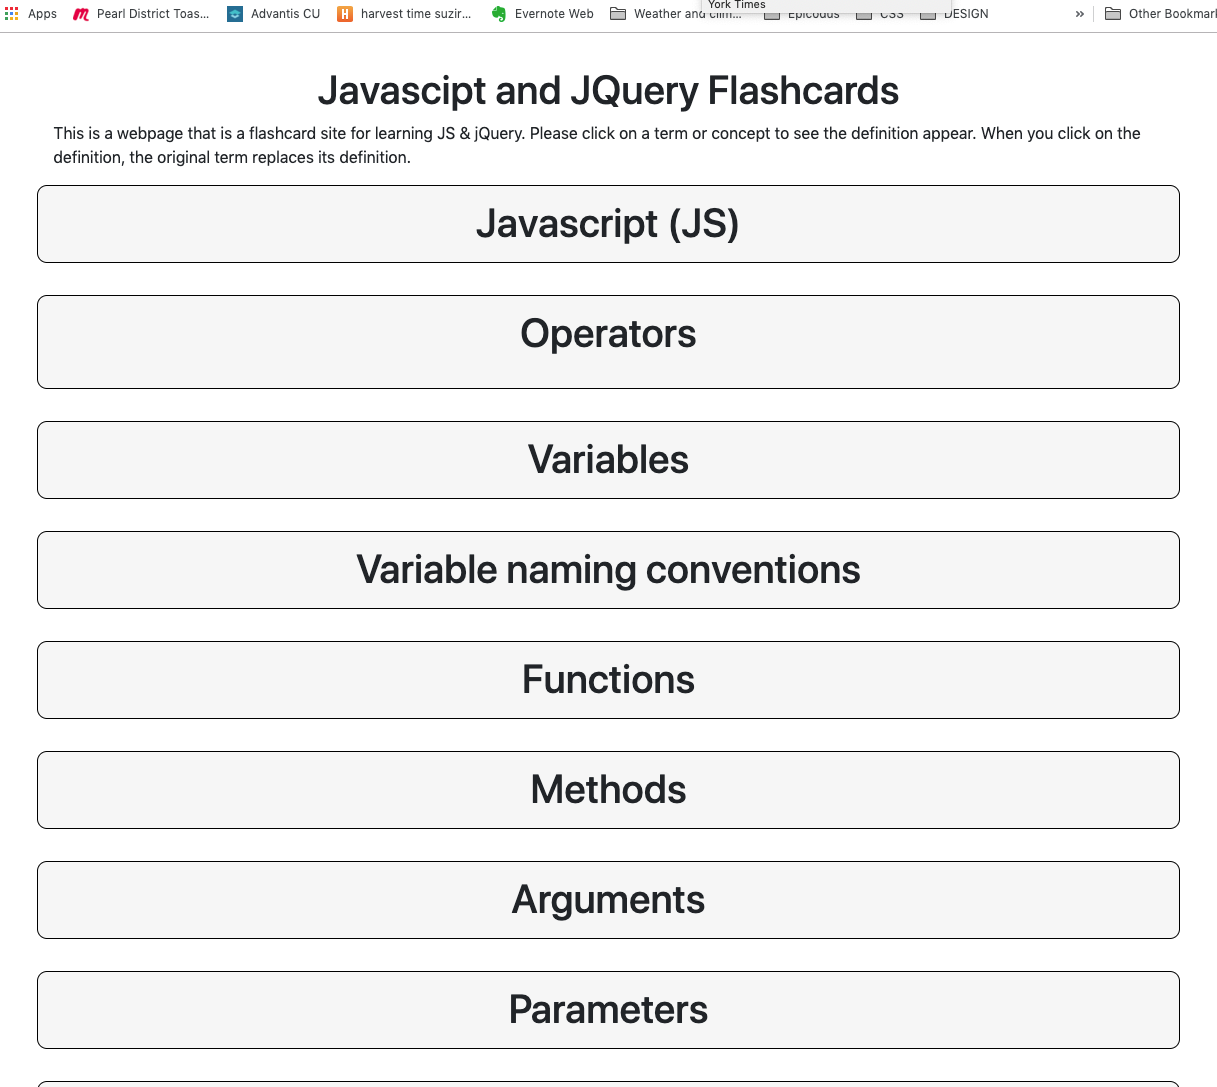 York Times
Apps Pearl District Toas... Advantis CU harvest time suzir... Evernote Web Weather and clim... Epicodus CSS DESIGN » Other Bookmark
Javascipt and JQuery Flashcards
This is a webpage that is a flashcard site for learning JS & jQuery. Please click on a term or concept to see the definition appear. When you click on the
definition, the original term replaces its definition.
Javascript (JS)
Operators
Variables
Variable naming conventions
Functions
Methods
Arguments
Parameters